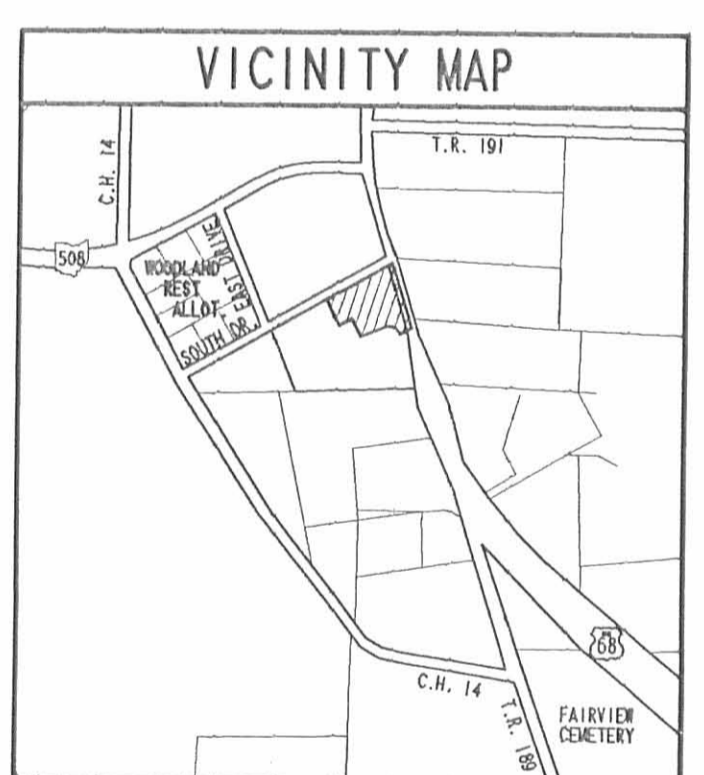 VICINITY MAP
C.H. 14
T.R. 191
508
WOODLAND
REST
ALLOT.
EAST DRIVE
SOUTH DR.
C.H. 14
T.R. 189
68
FAIRVIEW
CEMETERY